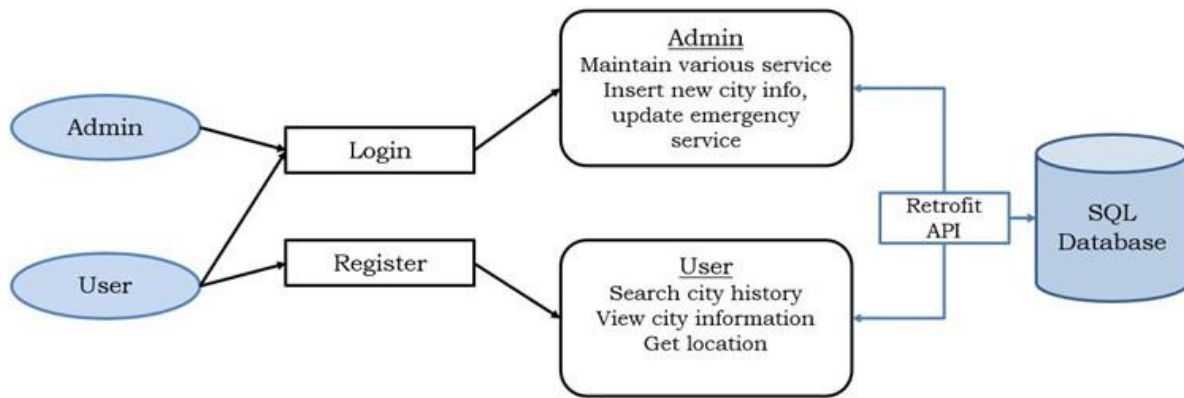 Admin
User
Login
Register
Admin
Maintain various service
Insert new city info,
update emergency
service
User
Search city history
View city information
Get location
Retrofit
API
SQL
Database